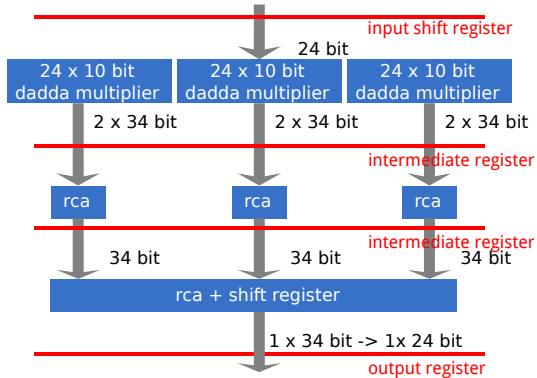 input shift register
24 bit
24 x 10 bit
dadda multiplier
24 x 10 bit
dadda multiplier
24 x 10 bit
dadda multiplier
2 x 34 bit
2 x 34 bit
2 x 34 bit
intermediate register
rca
rca
rca
intermediate register
34 bit
34 bit
34 bit
rca + shift register
1 x 34 bit -> 1x 24 bit
output register